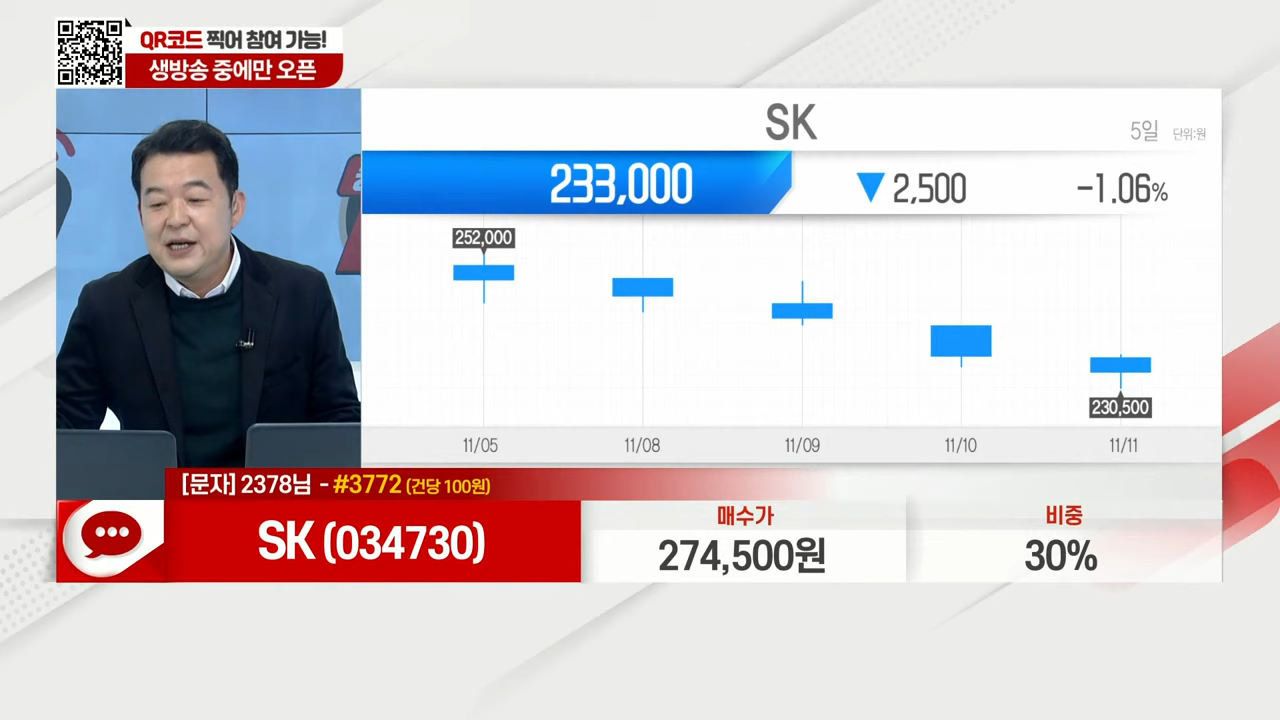 QR코드 찍어 참여 가능!
생방송 중에만 오픈
SK
5일 단위:원
233,000 ▼ 2,500 -1.06%
252,000
230,500
11/05 11/08 11/09 11/10 11/11
[문자] 2378님 - #3772 (건당 100원)
SK (034730)
매수가
274,500원
비중
30%